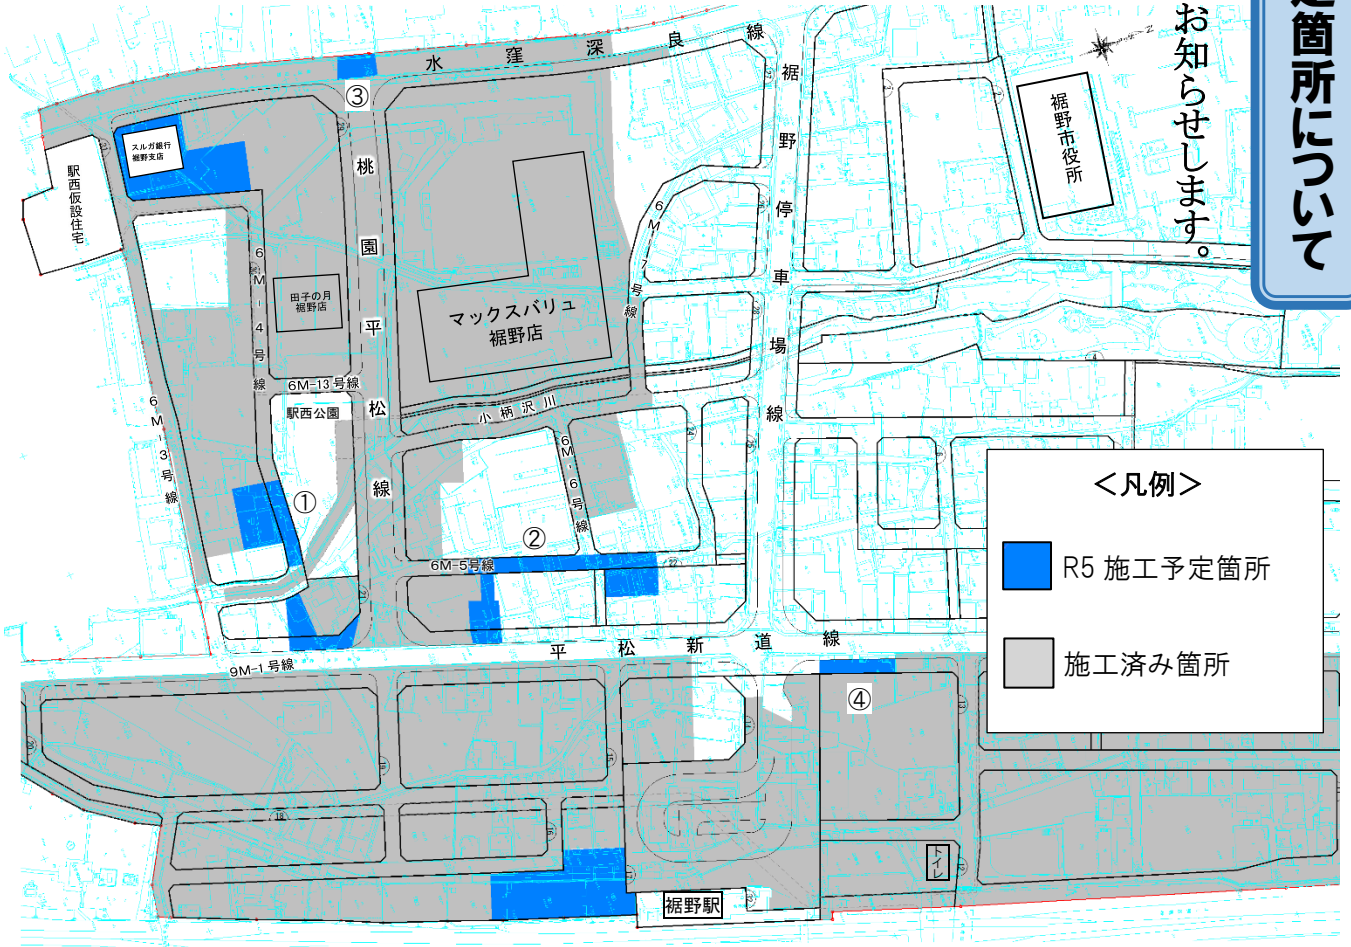 定箇所について
お知らせします。
水窪深良線
③
裾野停車場線
裾野市役所
スルガ銀行
裾野支店
駅西仮設住宅
桃園平松線
6M-7号線
6M-4号線
田子の月
裾野店
マックスバリュ
裾野店
6M-13号線
駅西公園
小柄沢川
6M-3号線
6M-6号線
①
②
6M-5号線
22
＜凡例＞
R5 施工予定箇所
施工済み箇所
平松新道線
9M-1号線
④
18
トイレ
裾野駅